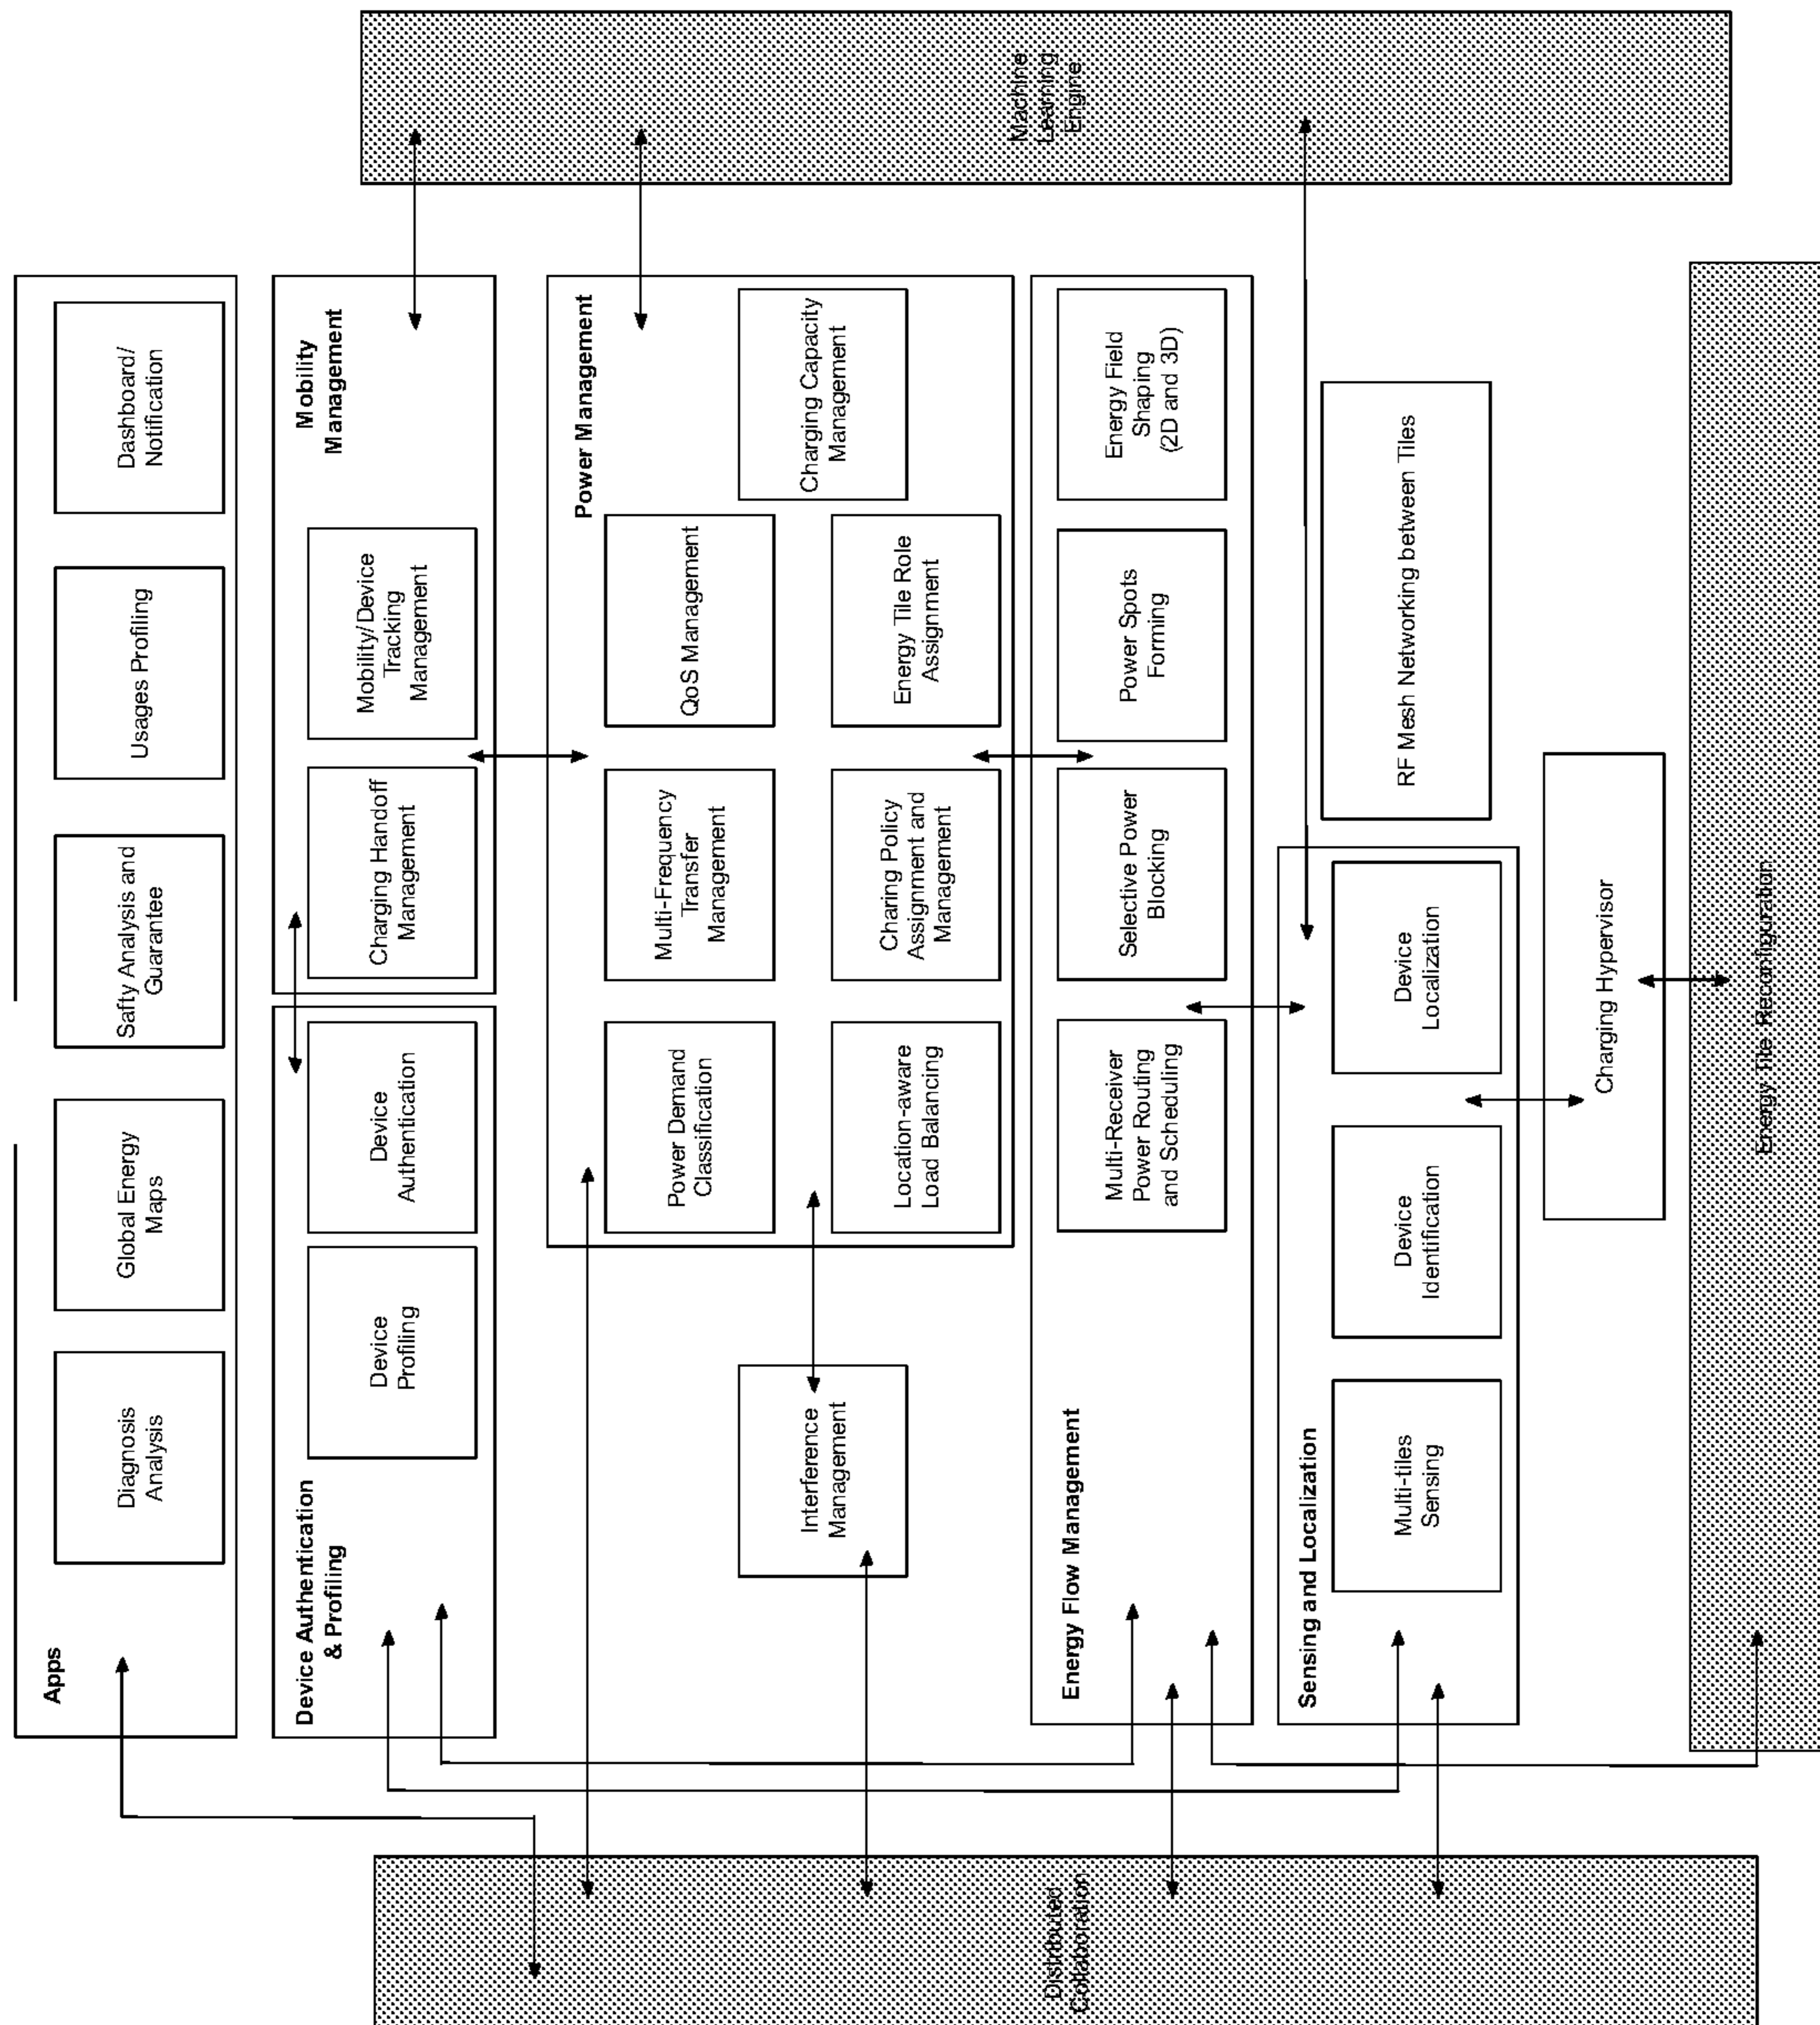 Apps
Diagnosis
Analysis
Global Energy
Maps
Safty Analysis and
Guarantee
Usages Profiling
Dashboard/
Notification
Device Authentication
& Profiling
Device
Profiling
Device
Authentication
Mobility
Management
Charging Handoff
Management
Mobility/Device
Tracking
Management
Power Management
Power Demand
Classification
Multi-Frequency
Transfer
Management
QoS Management
Charging Capacity
Management
Location-aware
Load Balancing
Charing Policy
Assignment and
Management
Energy Tile Role
Assignment
Interference
Management
Energy Flow Management
Multi-Receiver
Power Routing
and Scheduling
Selective Power
Blocking
Power Spots
Forming
Energy Field
Shaping
(2D and 3D)
Sensing and Localization
Multi-tiles
Sensing
Device
Identification
Device
Localization
RF Mesh Networking between Tiles
Charging Hypervisor
Energy Tile Reconfiguration
Distributed
Collaboration
Machine
Learning
Engine